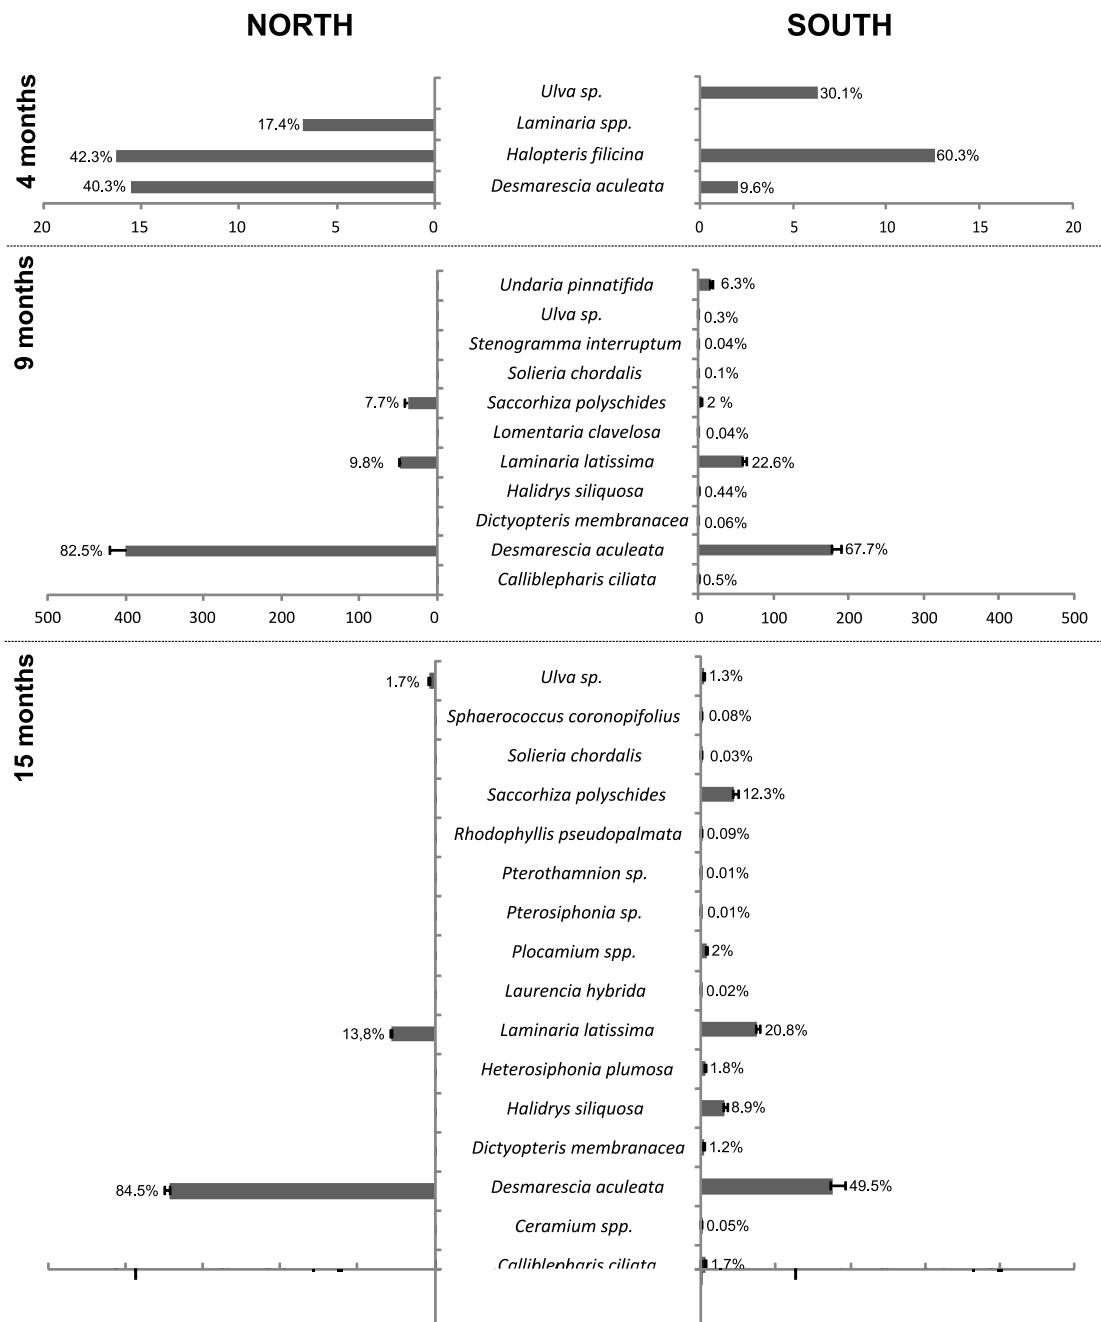 NORTH SOUTH
4 months
Ulva sp. 30.1%
17.4% Laminaria spp.
42.3% Halopteris filicina 60.3%
40.3% Desmarescia aculeata 9.6%
20 15 10 5 0 0 5 10 15 20
9 months
Undaria pinnatifida 6.3%
Ulva sp. 0.3%
Stenogramma interruptum 0.04%
Solieria chordalis 0.1%
7.7% Saccorhiza polyschides 2 %
Lomentaria clavelosa 0.04%
9.8% Laminaria latissima 22.6%
Halidrys siliquosa 0.44%
Dictyopteris membranacea 0.06%
82.5% Desmarescia aculeata 67.7%
Calliblepharis ciliata 0.5%
500 400 300 200 100 0 0 100 200 300 400 500
15 months
1.7% Ulva sp. 1.3%
Sphaerococcus coronopifolius 0.08%
Solieria chordalis 0.03%
Saccorhiza polyschides 12.3%
Rhodophyllis pseudopalmata 0.09%
Pterothamnion sp. 0.01%
Pterosiphonia sp. 0.01%
Plocamium spp. 2%
Laurencia hybrida 0.02%
13,8% Laminaria latissima 20.8%
Heterosiphonia plumosa 1.8%
Halidrys siliquosa 8.9%
Dictyopteris membranacea 1.2%
84.5% Desmarescia aculeata 49.5%
Ceramium spp. 0.05%
Calliblepharis ciliata 1.7%